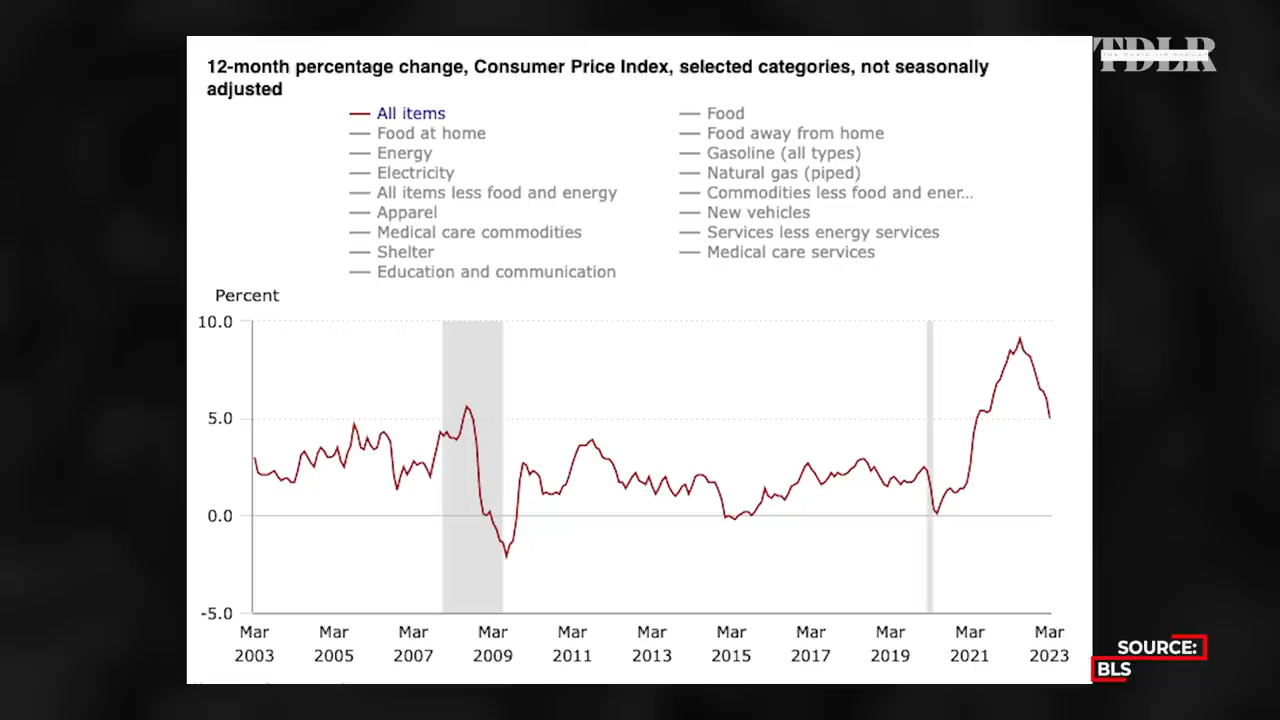 TDLR
12-month percentage change, Consumer Price Index, selected categories, not seasonally
adjusted
All items
Food
Food at home
Food away from home
Energy
Gasoline (all types)
Electricity
Natural gas (piped)
All items less food and energy
Commodities less food and ener...
Apparel
New vehicles
Medical care commodities
Services less energy services
Shelter
Medical care services
Education and communication
Percent
10.0
5.0
0.0
-5.0
Mar Mar Mar Mar Mar Mar Mar Mar Mar Mar Mar
2003 2005 2007 2009 2011 2013 2015 2017 2019 2021 2023
SOURCE:
BLS